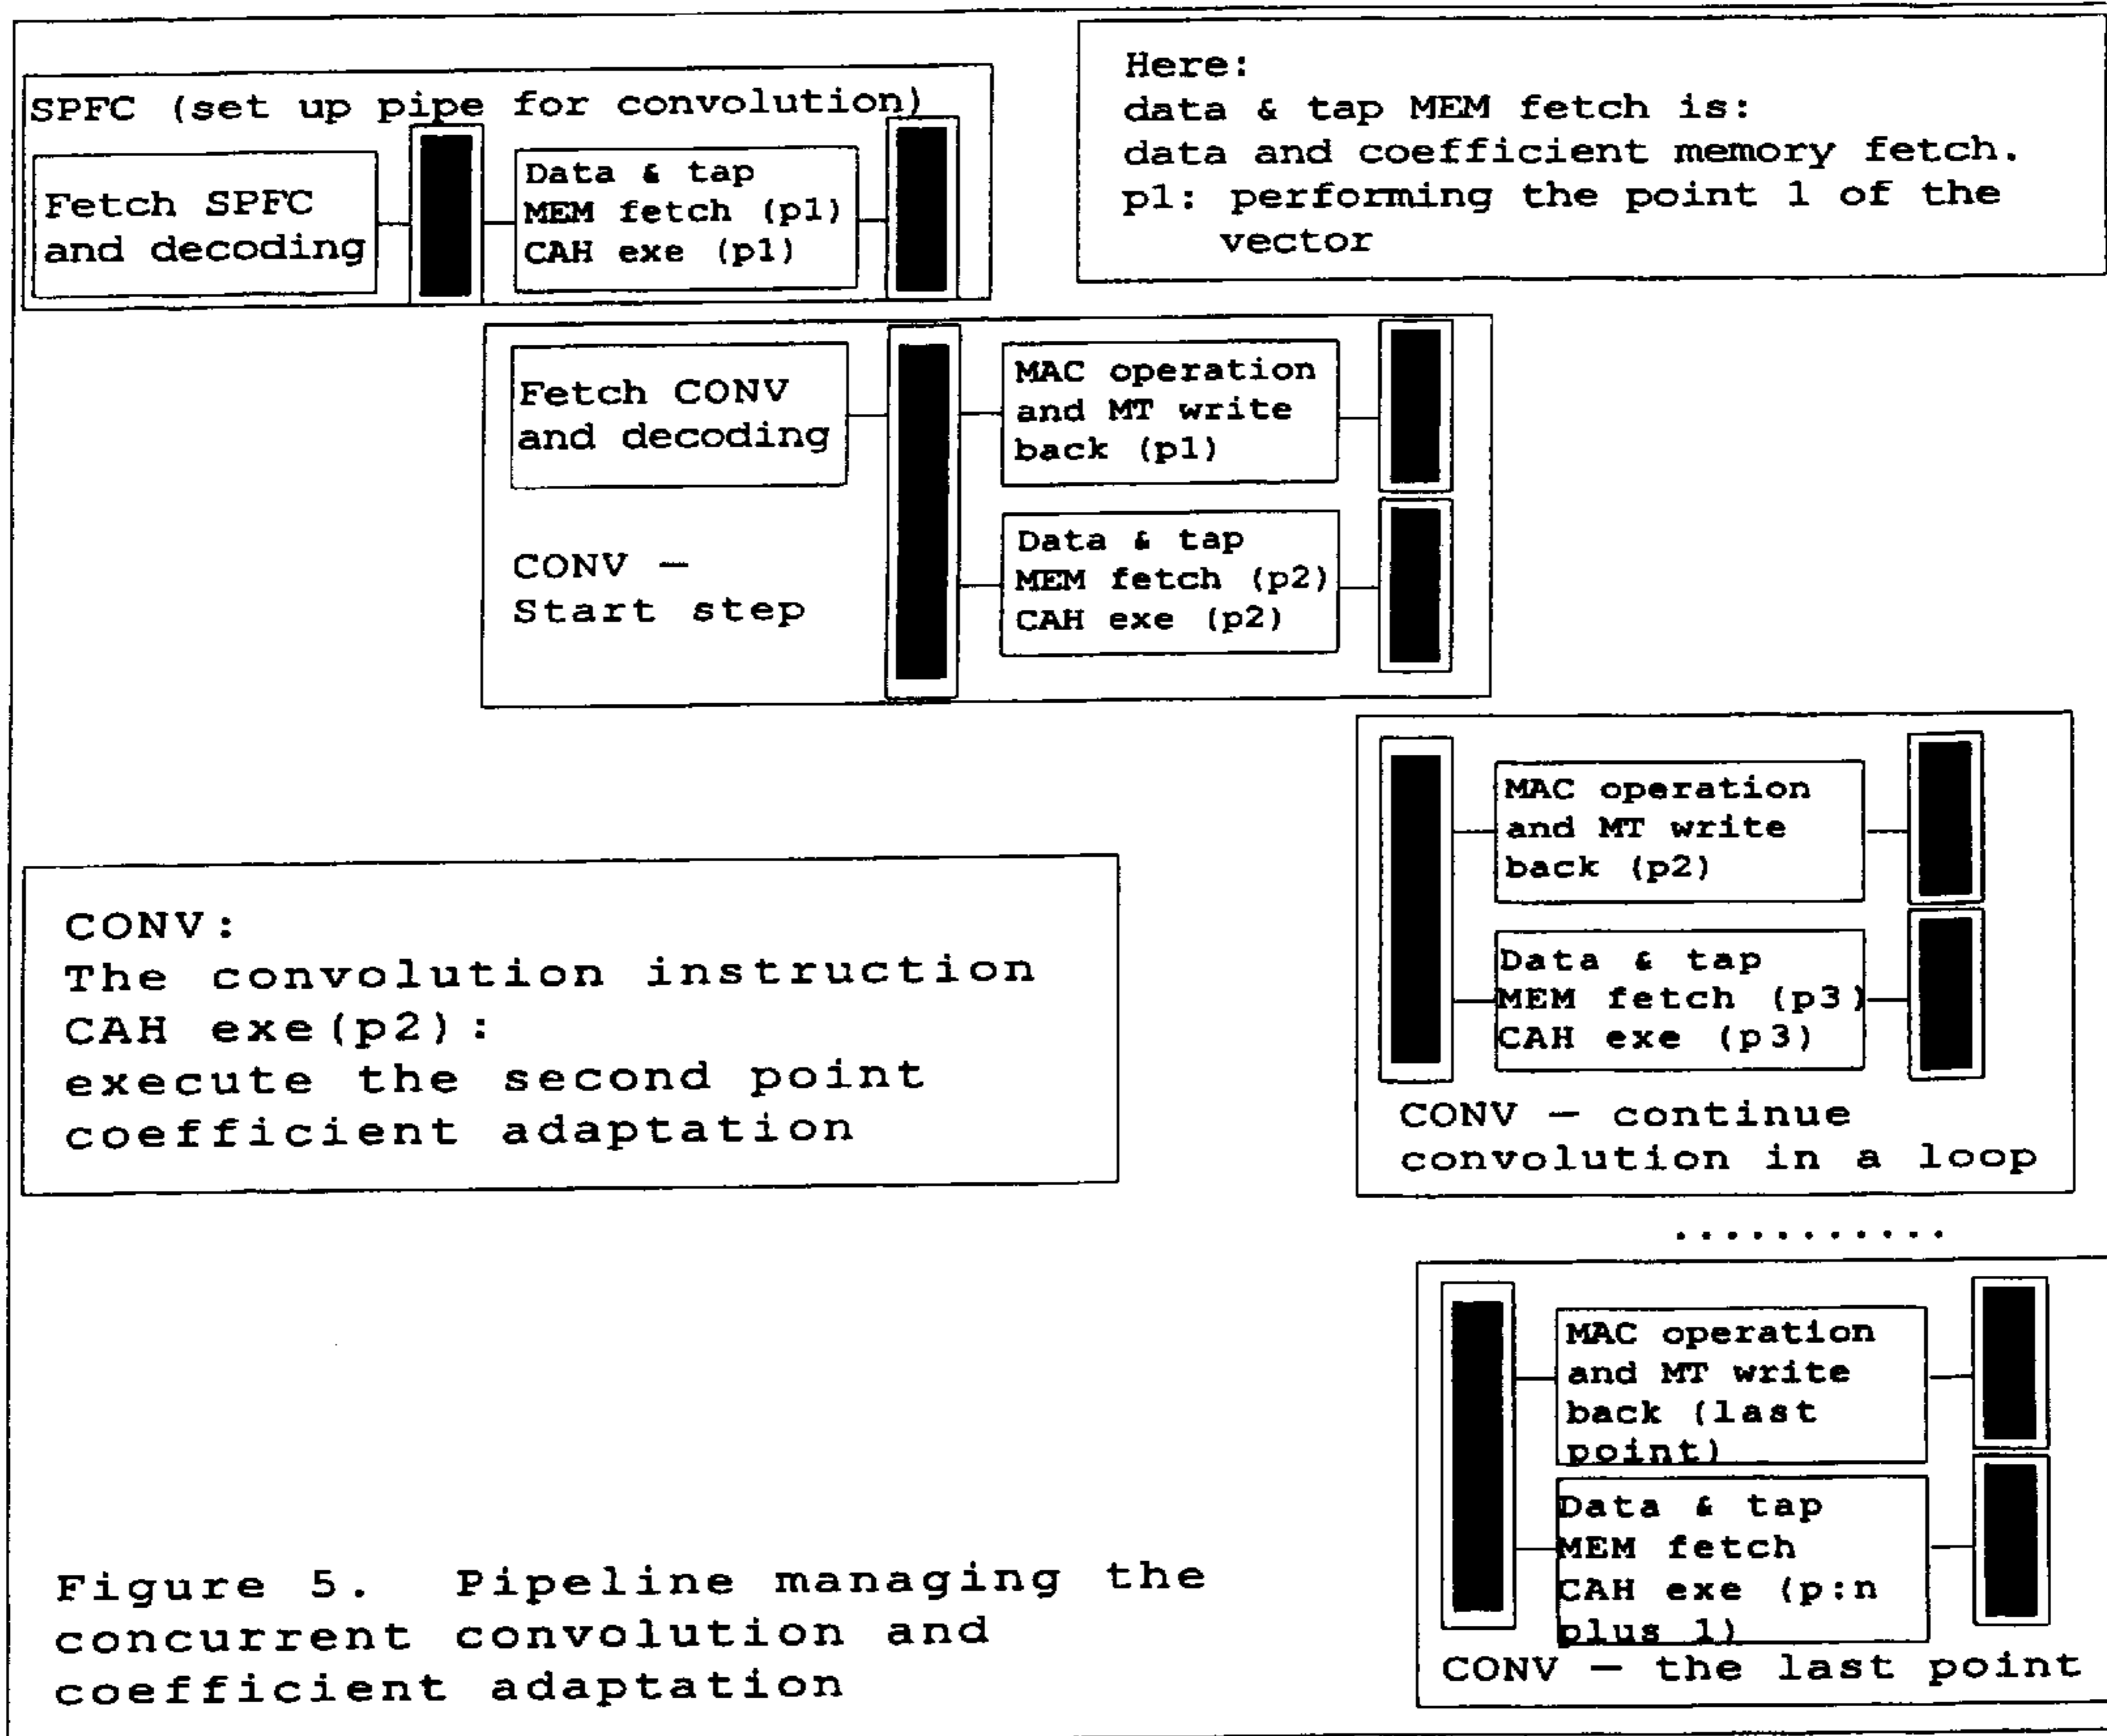 SPFC (set up pipe for convolution)
Fetch SPFC
and decoding
Data & tap
MEM fetch (p1)
CAH exe (p1)
Here:
data & tap MEM fetch is:
data and coefficient memory fetch.
p1: performing the point 1 of the
vector
Fetch CONV
and decoding
CONV —
Start step
MAC operation
and MT write
back (p1)
Data & tap
MEM fetch (p2)
CAH exe (p2)
MAC operation
and MT write
back (p2)
Data & tap
MEM fetch (p3)
CAH exe (p3)
CONV — continue
convolution in a loop
CONV:
The convolution instruction
CAH exe(p2):
execute the second point
coefficient adaptation
...........
MAC operation
and MT write
back (last
point)
Data & tap
MEM fetch
CAH exe (p:n
plus 1)
CONV — the last point
Figure 5. Pipeline managing the
concurrent convolution and
coefficient adaptation